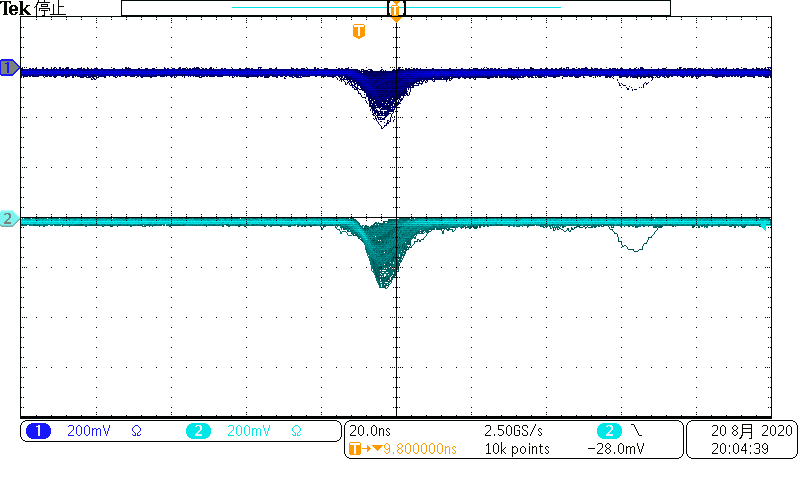 Tek 停止
T
T
1
2
1 200mV Ω 2 200mV Ω
20.0ns 2.50GS/s 2
T→▼9.800000ns 10k points −28.0mV
20 8月 2020
20:04:39